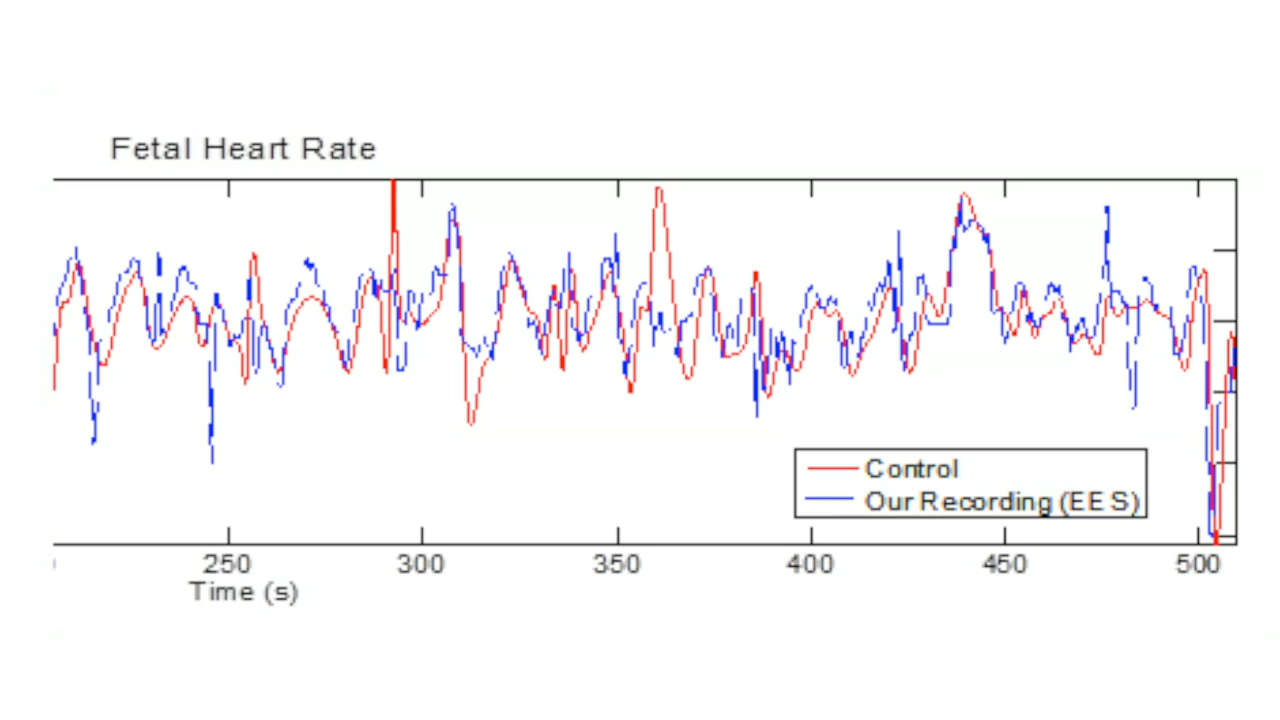 Fetal Heart Rate
Control
Our Recording (EES)
250 300 350 400 450 500
Time (s)